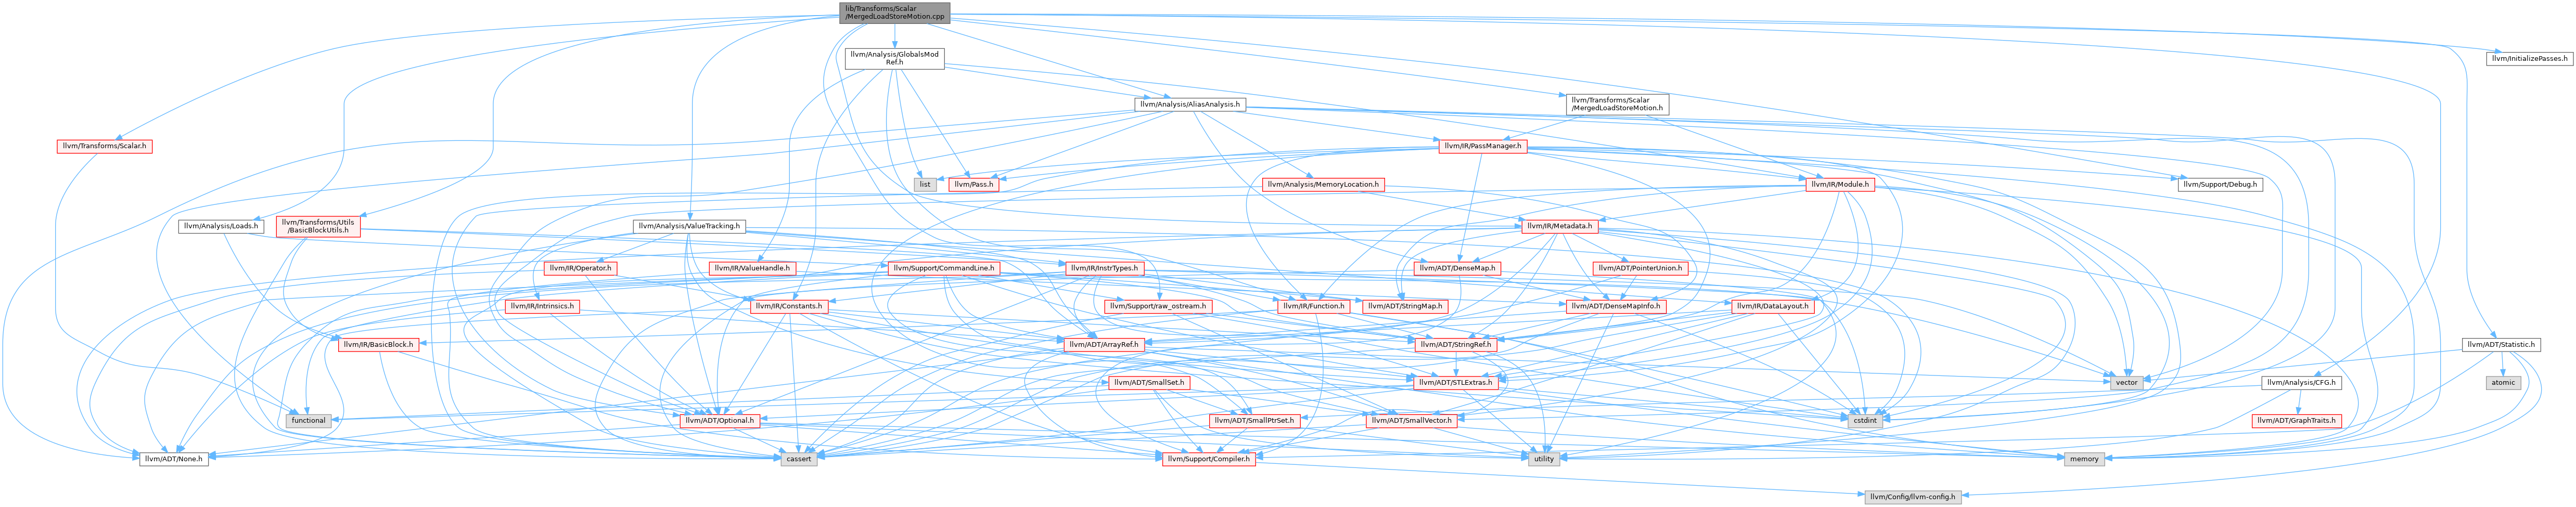 lib/Transforms/Scalar
/MergedLoadStoreMotion.cpp
llvm/Analysis/GlobalsMod
Ref.h
llvm/InitializePasses.h
llvm/Analysis/AliasAnalysis.h
llvm/Transforms/Scalar
/MergedLoadStoreMotion.h
llvm/Transforms/Scalar.h
llvm/IR/PassManager.h
list
llvm/Pass.h
llvm/Analysis/MemoryLocation.h
llvm/IR/Module.h
llvm/Support/Debug.h
llvm/Analysis/Loads.h
llvm/Transforms/Utils
/BasicBlockUtils.h
llvm/Analysis/ValueTracking.h
llvm/IR/Metadata.h
llvm/IR/Operator.h
llvm/IR/ValueHandle.h
llvm/Support/CommandLine.h
llvm/IR/InstrTypes.h
llvm/ADT/DenseMap.h
llvm/ADT/PointerUnion.h
llvm/IR/Intrinsics.h
llvm/IR/Constants.h
llvm/Support/raw_ostream.h
llvm/IR/Function.h
llvm/ADT/StringMap.h
llvm/ADT/DenseMapInfo.h
llvm/IR/DataLayout.h
llvm/IR/BasicBlock.h
llvm/ADT/ArrayRef.h
llvm/ADT/StringRef.h
llvm/ADT/Statistic.h
llvm/ADT/SmallSet.h
llvm/ADT/STLExtras.h
vector
llvm/Analysis/CFG.h
atomic
functional
llvm/ADT/Optional.h
llvm/ADT/SmallPtrSet.h
llvm/ADT/SmallVector.h
cstdint
llvm/ADT/GraphTraits.h
llvm/ADT/None.h
cassert
llvm/Support/Compiler.h
utility
memory
llvm/Config/llvm-config.h